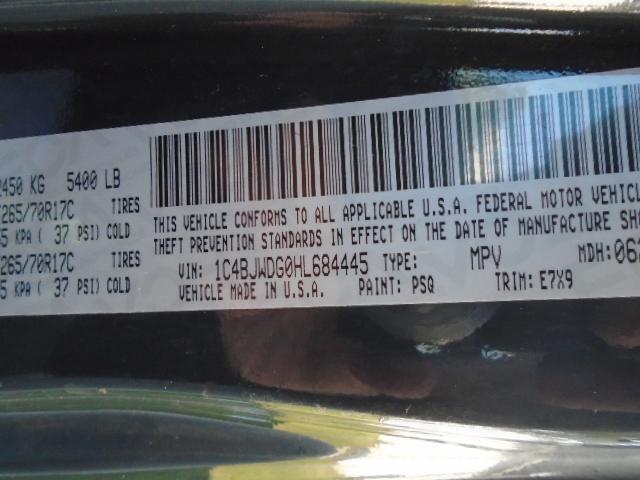 2450 KG 5400 LB
265/70R17C TIRES
5 KPA ( 37 PSI) COLD
265/70R17C TIRES
5 KPA ( 37 PSI) COLD
THIS VEHICLE CONFORMS TO ALL APPLICABLE U.S.A. FEDERAL MOTOR VEHIC
THEFT PREVENTION STANDARDS IN EFFECT ON THE DATE OF MANUFACTURE SH
VIN: 1C4BJWDG0HL684445 TYPE: MPV MDH:06
VEHICLE MADE IN U.S.A. PAINT: PSQ TRIM: E7X9